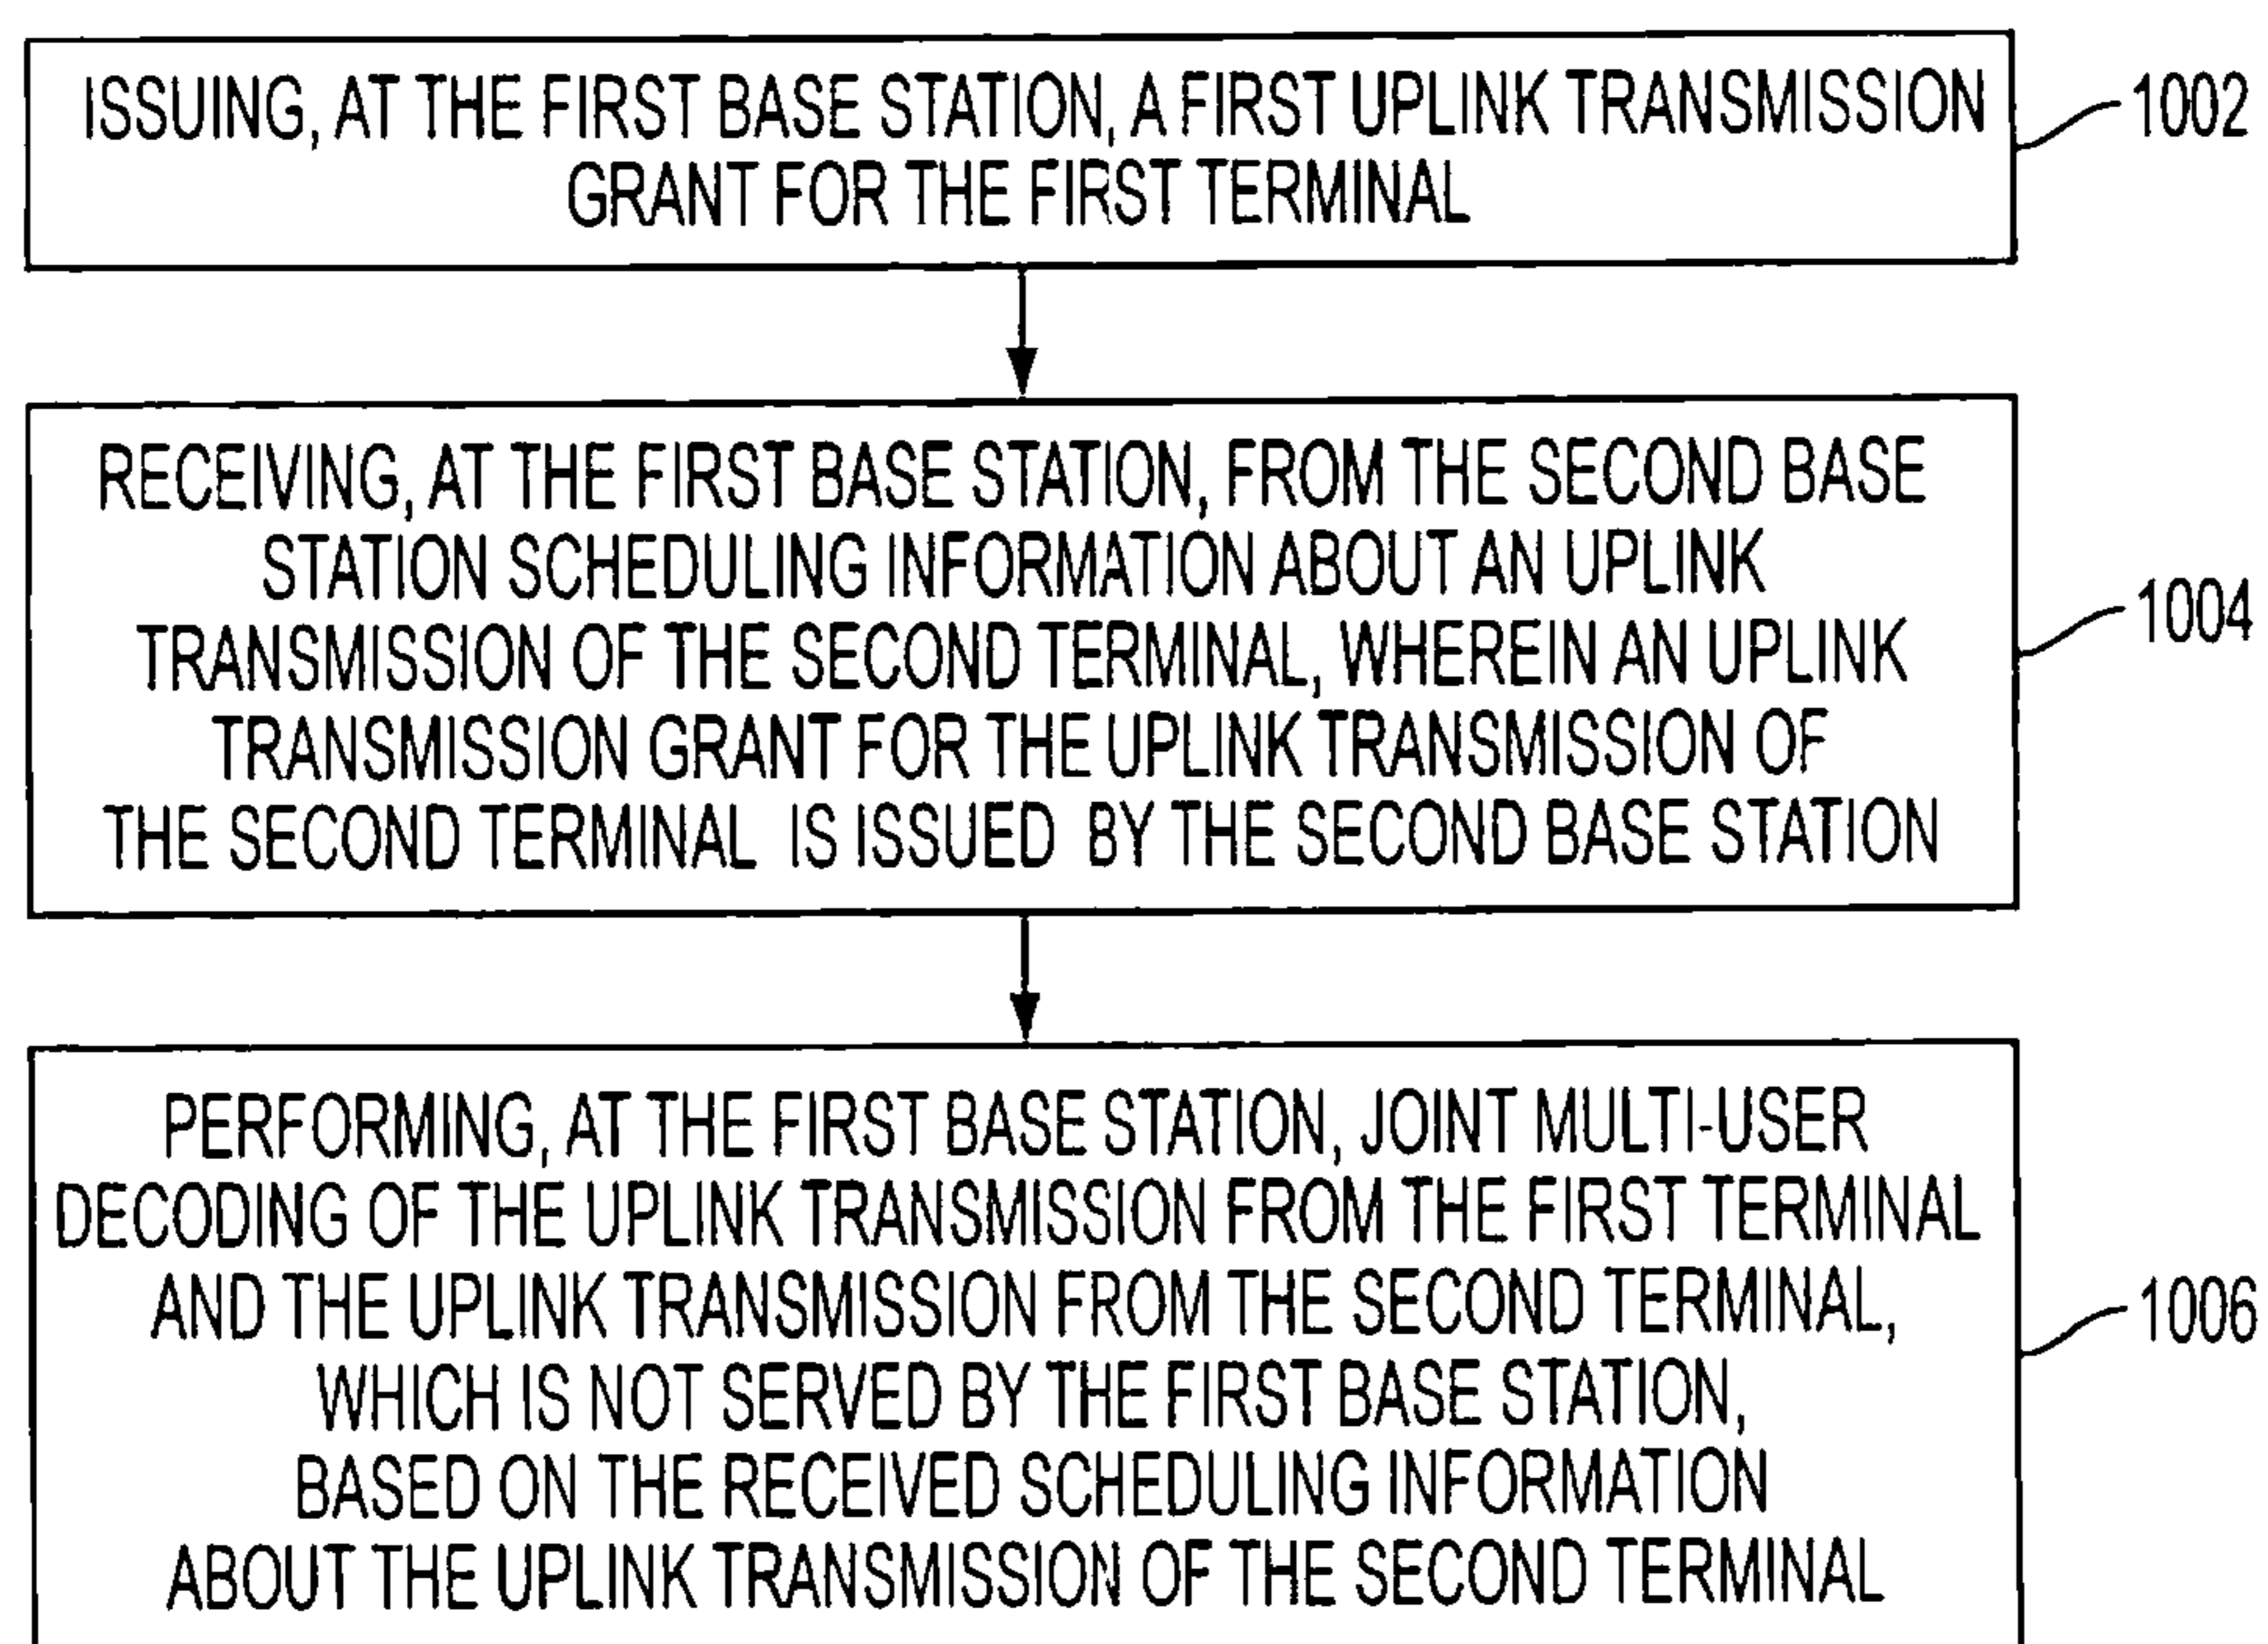 ISSUING, AT THE FIRST BASE STATION, A FIRST UPLINK TRANSMISSION
GRANT FOR THE FIRST TERMINAL
1002
RECEIVING, AT THE FIRST BASE STATION, FROM THE SECOND BASE
STATION SCHEDULING INFORMATION ABOUT AN UPLINK
TRANSMISSION OF THE SECOND TERMINAL, WHEREIN AN UPLINK
TRANSMISSION GRANT FOR THE UPLINK TRANSMISSION OF
THE SECOND TERMINAL IS ISSUED BY THE SECOND BASE STATION
1004
PERFORMING, AT THE FIRST BASE STATION, JOINT MULTI-USER
DECODING OF THE UPLINK TRANSMISSION FROM THE FIRST TERMINAL
AND THE UPLINK TRANSMISSION FROM THE SECOND TERMINAL,
WHICH IS NOT SERVED BY THE FIRST BASE STATION,
BASED ON THE RECEIVED SCHEDULING INFORMATION
ABOUT THE UPLINK TRANSMISSION OF THE SECOND TERMINAL
1006